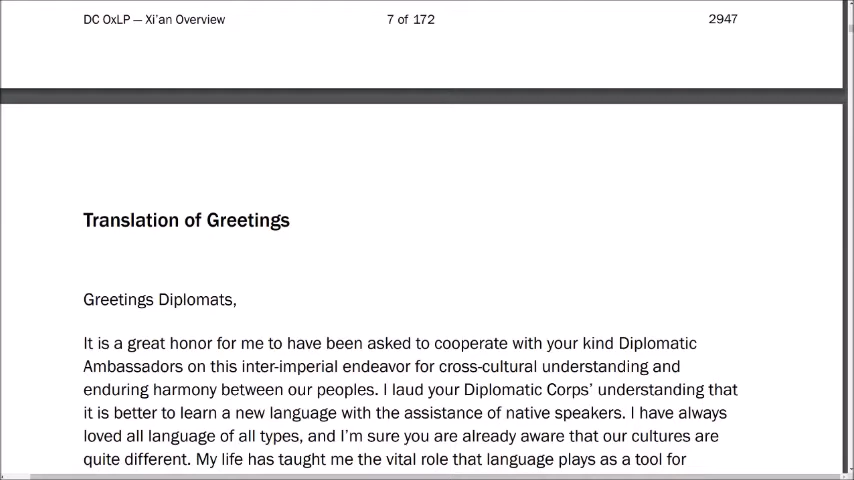 DC OxLP — Xi'an Overview 7 of 172 2947
Translation of Greetings
Greetings Diplomats,
It is a great honor for me to have been asked to cooperate with your kind Diplomatic
Ambassadors on this inter-imperial endeavor for cross-cultural understanding and
enduring harmony between our peoples. I laud your Diplomatic Corps' understanding that
it is better to learn a new language with the assistance of native speakers. I have always
loved all language of all types, and I'm sure you are already aware that our cultures are
quite different. My life has taught me the vital role that language plays as a tool for